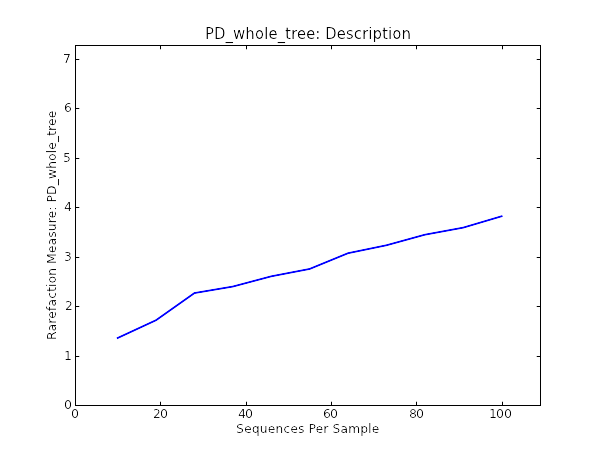 PD_whole_tree: Description
7
6
5
4
3
2
1
0
Rarefaction Measure: PD_whole_tree
0 20 40 60 80 100
Sequences Per Sample